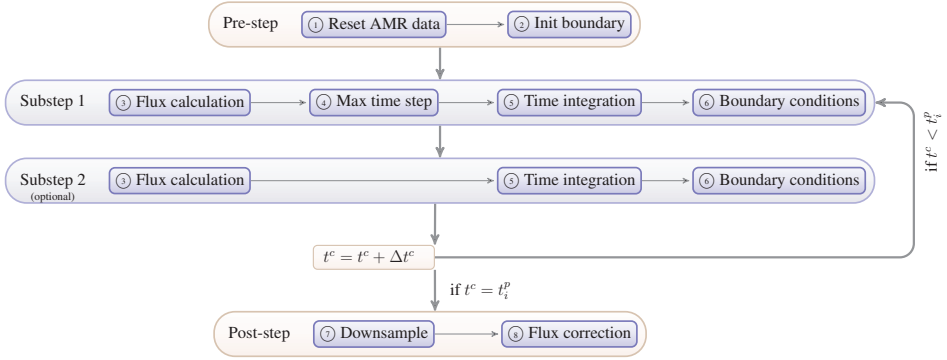 Pre-step ① Reset AMR data ② Init boundary
Substep 1 ③ Flux calculation ④ Max time step ⑤ Time integration ⑥ Boundary conditions
if t^c < t_i^p
Substep 2 ③ Flux calculation ⑤ Time integration ⑥ Boundary conditions
(optional)
t^c = t^c + Δt^c
if t^c = t_i^p
Post-step ⑦ Downsample ⑧ Flux correction